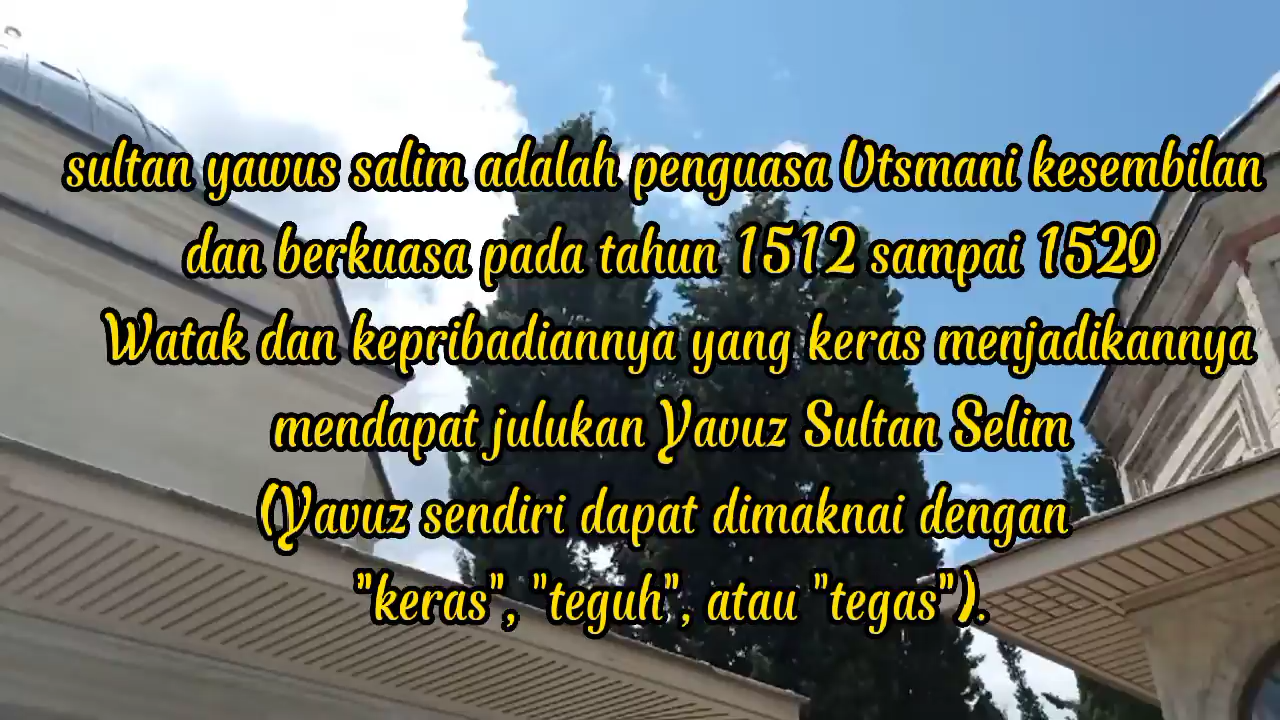 sultan yawus salim adalah penguasa Utsmani kesembilan
dan berkuasa pada tahun 1512 sampai 1520
Watak dan kepribadiannya yang keras menjadikannya
mendapat julukan Yavuz Sultan Selim
(Yavuz sendiri dapat dimaknai dengan
"keras", "teguh", atau "tegas").